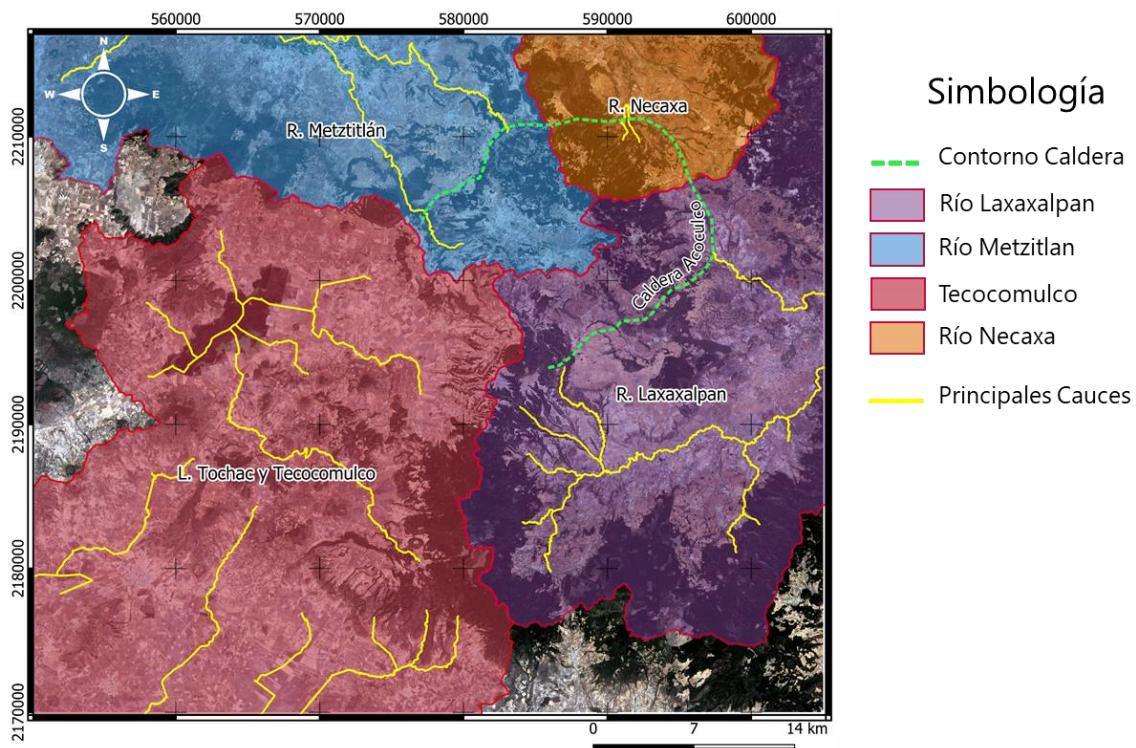 560000 570000 580000 590000 600000
N
W E
S
R. Necaxa
R. Metztitlán
2210000
Caldera Acoculco
2200000
R. Laxaxalpan
2190000
L. Tochac y Tecocomulco
2180000
2170000
0 7 14 km
Simbología
Contorno Caldera
Río Laxaxalpan
Río Metzitlan
Tecocomulco
Río Necaxa
Principales Cauces